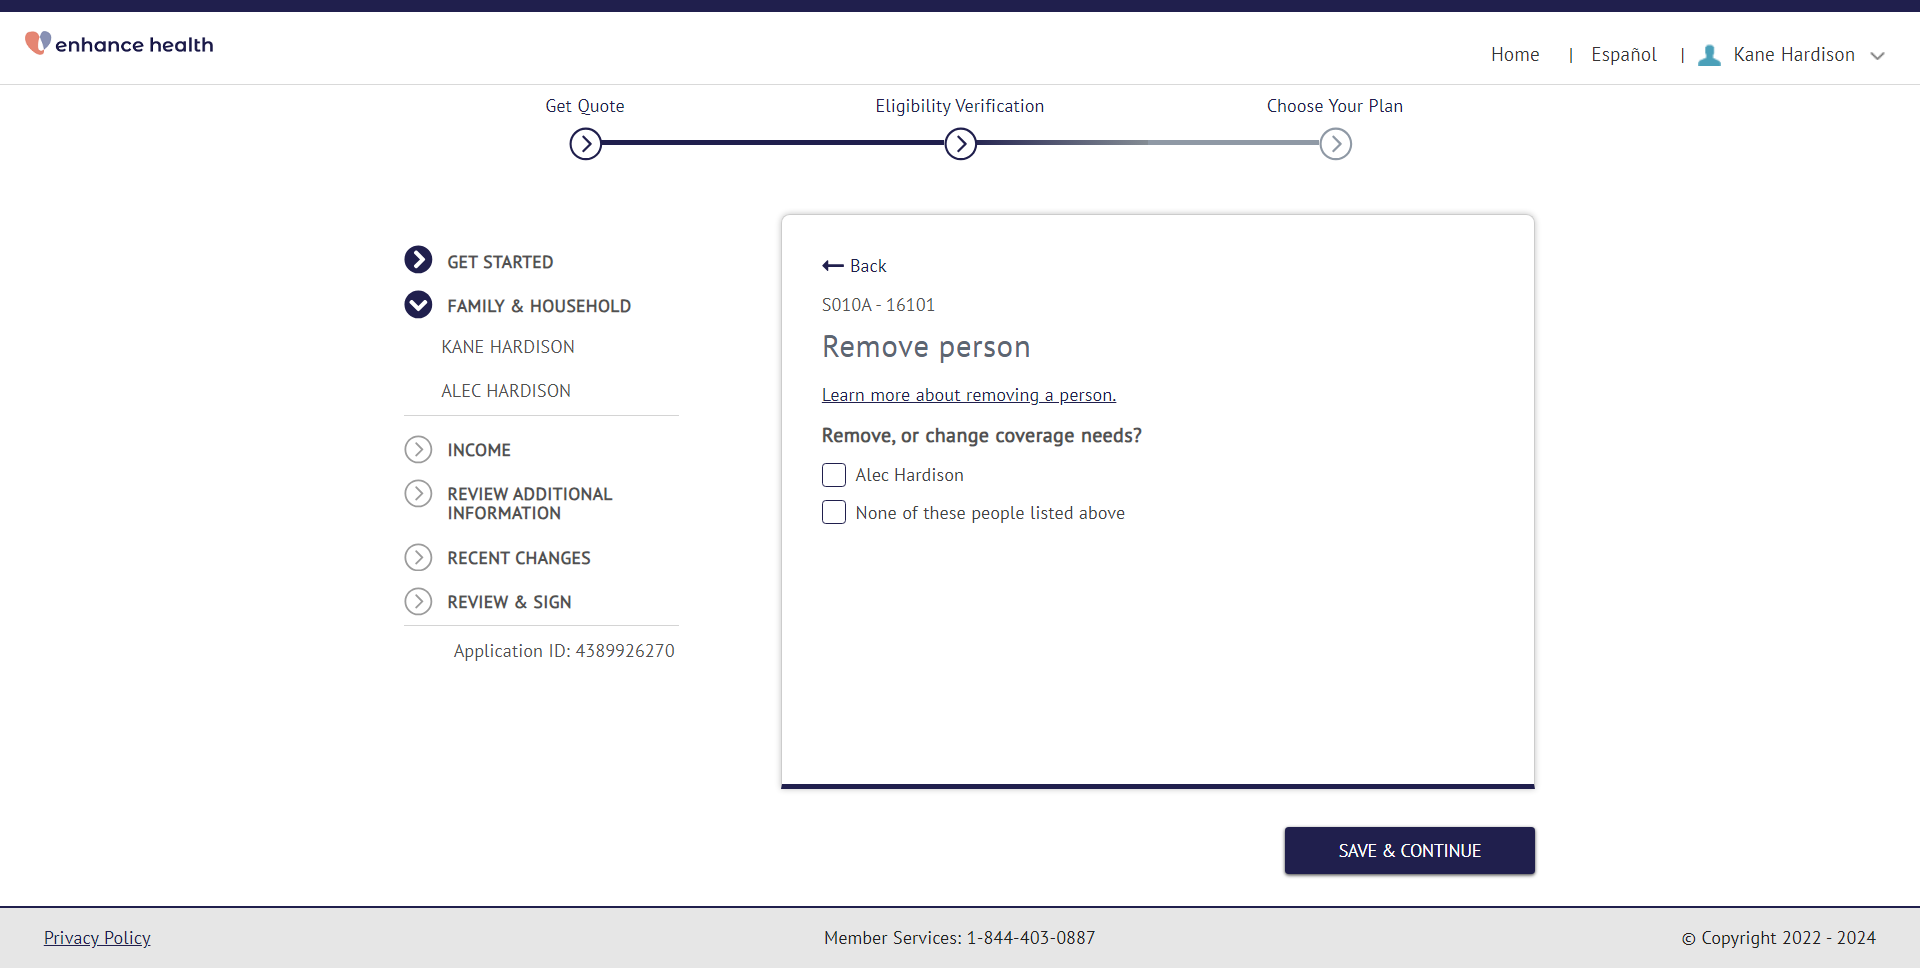 enhance health
Home | Español | Kane Hardison
Get Quote
Eligibility Verification
Choose Your Plan
GET STARTED
FAMILY & HOUSEHOLD
KANE HARDISON
ALEC HARDISON
INCOME
REVIEW ADDITIONAL
INFORMATION
RECENT CHANGES
REVIEW & SIGN
Application ID: 4389926270
Back
S010A - 16101
Remove person
Learn more about removing a person.
Remove, or change coverage needs?
Alec Hardison
None of these people listed above
SAVE & CONTINUE
Privacy Policy
Member Services: 1-844-403-0887
© Copyright 2022 - 2024